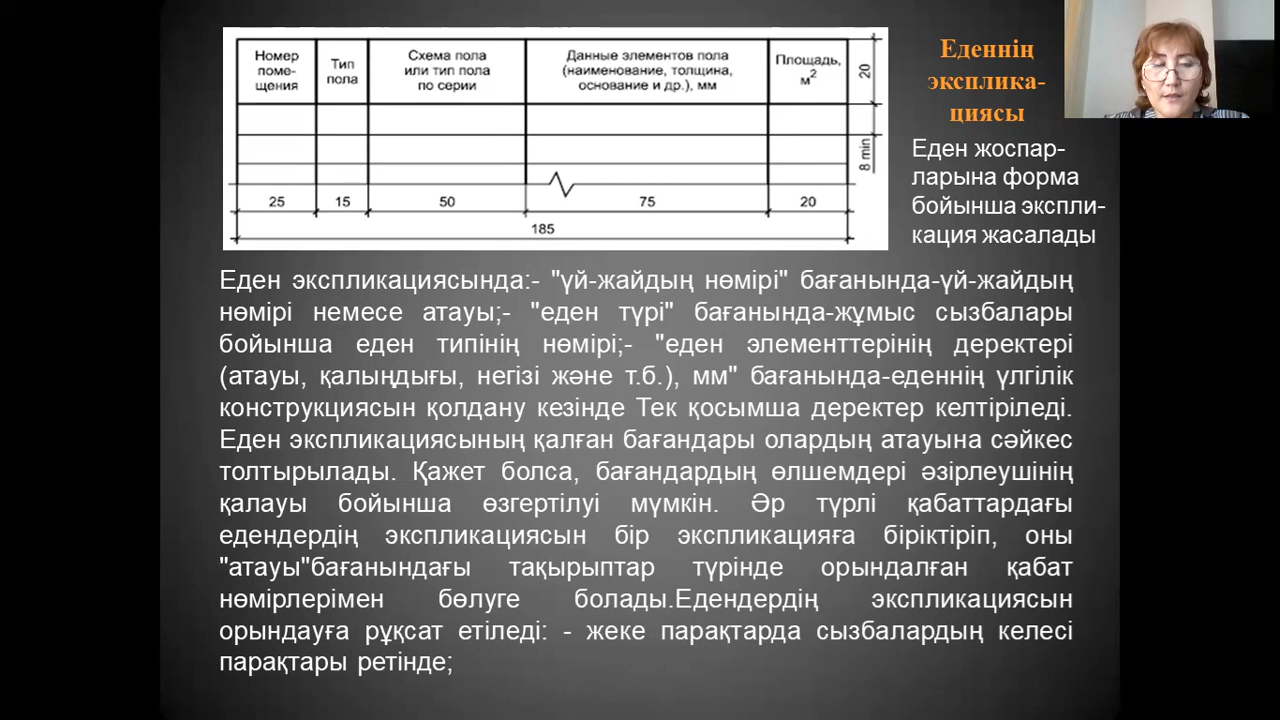 Номер
поме-
щения
Тип
пола
Схема пола
или тип пола
по серии
Данные элементов пола
(наименование, толщина,
основание и др.), мм
Площадь,
м2
20
8 min
25
15
50
75
20
185
Еденнің
эксплика-
циясы
Еден жоспар-
ларына форма
бойынша экспли-
кация жасалады
Еден экспликациясында:- "үй-жайдың нөмірі" бағанында-үй-жайдың
нөмірі немесе атауы;- "еден түрі" бағанында-жұмыс сызбалары
бойынша еден типінің нөмірі;- "еден элементтерінің деректері
(атауы, қалыңдығы, негізі және т.б.), мм" бағанында-еденнің үлгілік
конструкциясын қолдану кезінде Тек қосымша деректер келтіріледі.
Еден экспликациясының қалған бағандары олардың атауына сәйкес
толтырылады. Қажет болса, бағандардың өлшемдері әзірлеушінің
қалауы бойынша өзгертілуі мүмкін. Әр түрлі қабаттардағы
едендердің экспликациясын бір экспликацияға біріктіріп, оны
"атауы"бағанындағы тақырыптар түрінде орындалған қабат
нөмірлерімен бөлуге болады.Едендердің экспликациясын
орындауға рұқсат етіледі: - жеке парақтарда сызбалардың келесі
парақтары ретінде;